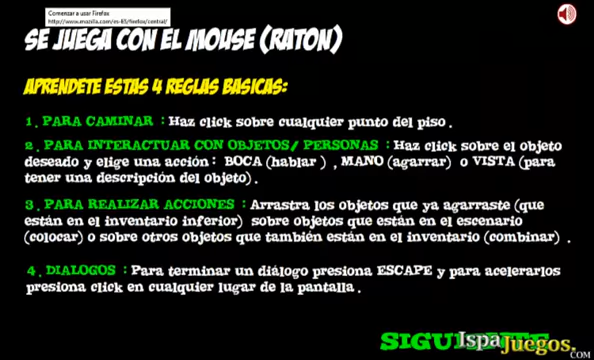 Comenzar a usar Firefox
http://www.mozilla.com/es-ES/firefox/central/
SE JUEGA CON EL MOUSE (RATON)
APRENDETE ESTAS 4 REGLAS BASICAS:
1. PARA CAMINAR : Haz click sobre cualquier punto del piso.
2. PARA INTERACTUAR CON OBJETOS/ PERSONAS : Haz click sobre el objeto
deseado y elige una acción: BOCA (hablar ) , MANO (agarrar) o VISTA (para
tener una descripción del objeto).
3. PARA REALIZAR ACCIONES : Arrastra los objetos que ya agarraste (que
están en el inventario inferior) sobre objetos que están en el escenario
(colocar) o sobre otros objetos que también están en el inventario (combinar) .
4. DIALOGOS : Para terminar un diálogo presiona ESCAPE y para acelerarlos
presiona click en cualquier lugar de la pantalla.
SIGUIENTE
IspaJuegos.COM